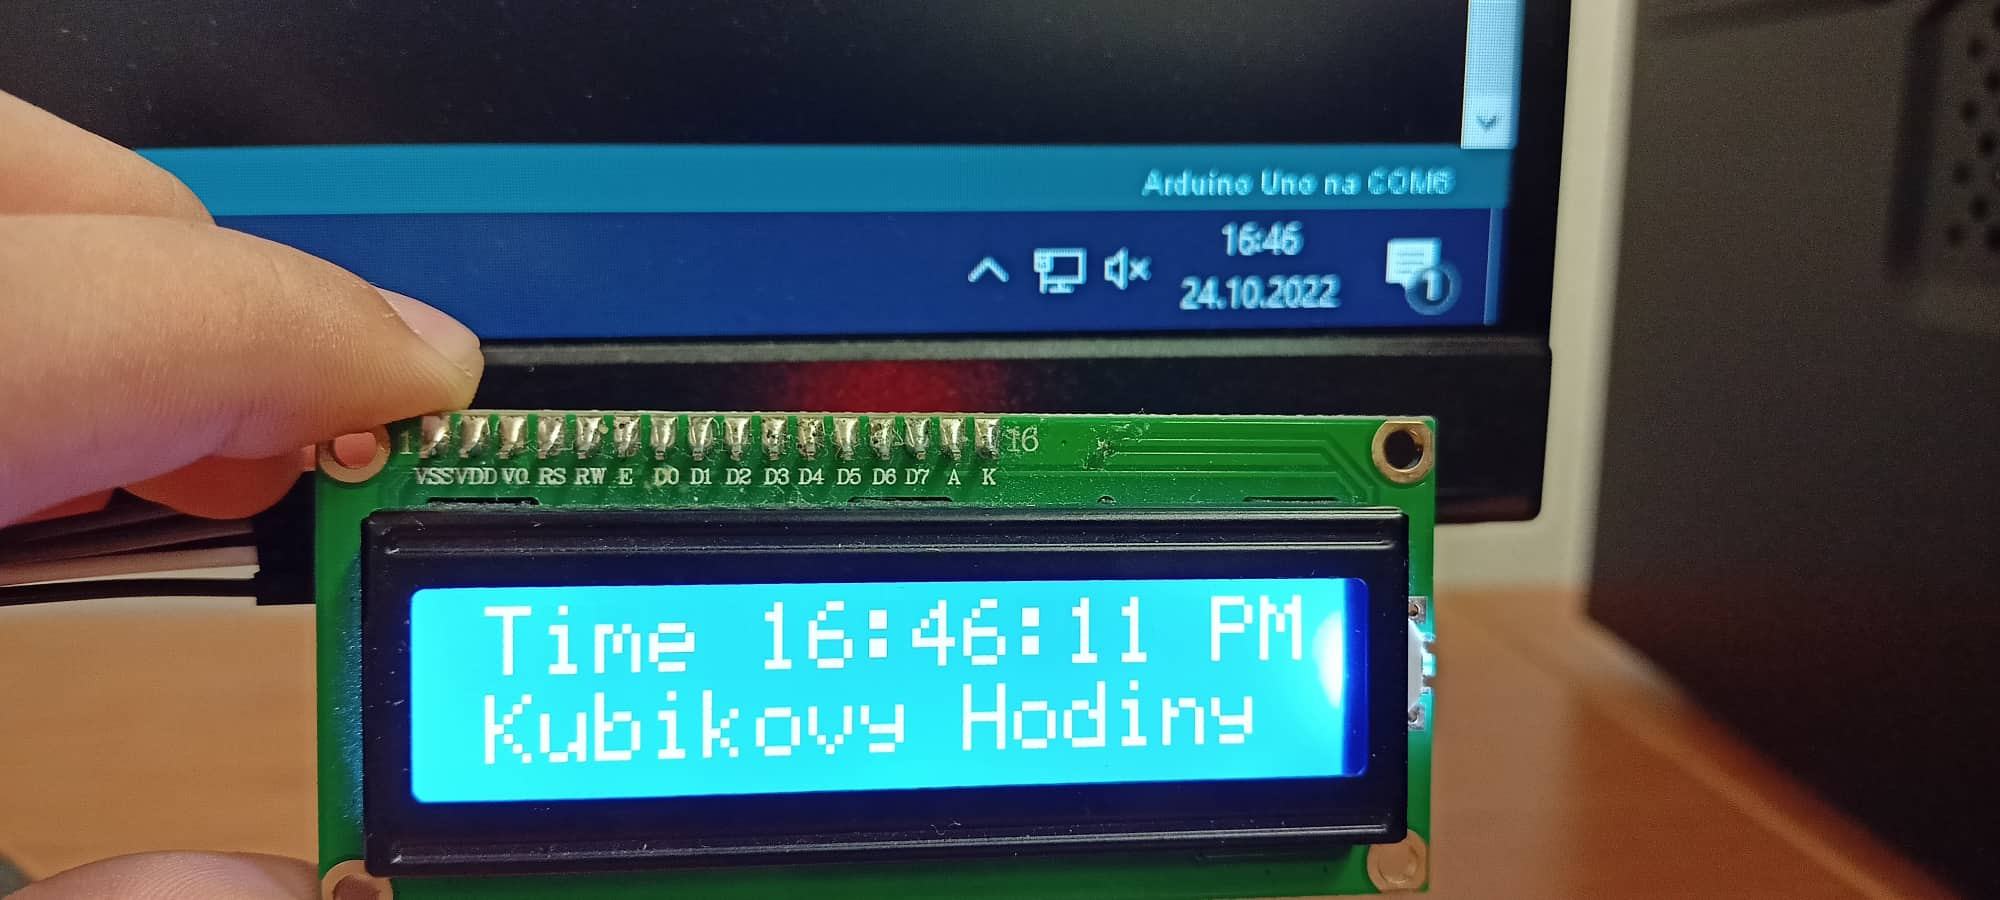 Arduino Uno na COM6
16:46
24.10.2022
1
1 16
VSS VDD V0 RS RW E D0 D1 D2 D3 D4 D5 D6 D7 A K
Time 16:46:11 PM
Kubikovy Hodiny